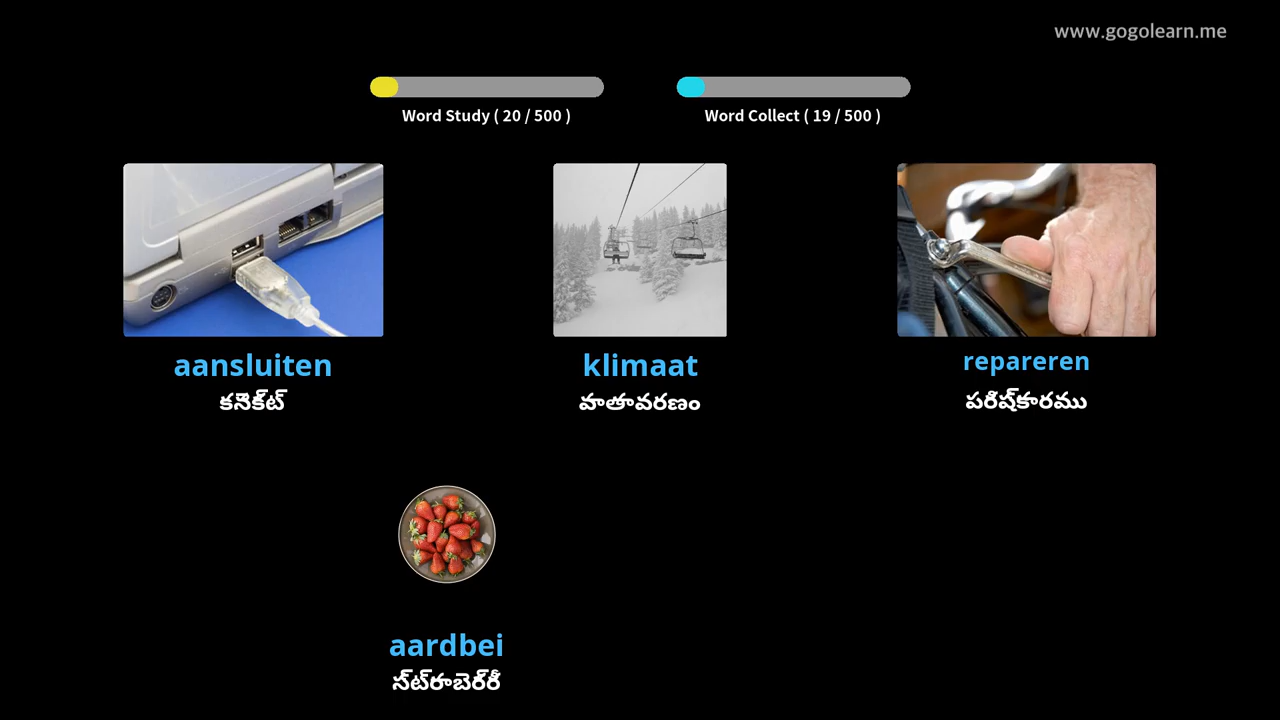 www.gogolearn.me
Word Study ( 20 / 500 )
Word Collect ( 19 / 500 )
aansluiten
klimaat
repareren
కనెక్‌ట్
వాతావరణం
పరిష్‌కారము
aardbei
స్‌ట్‌రాబెర్‌రీ